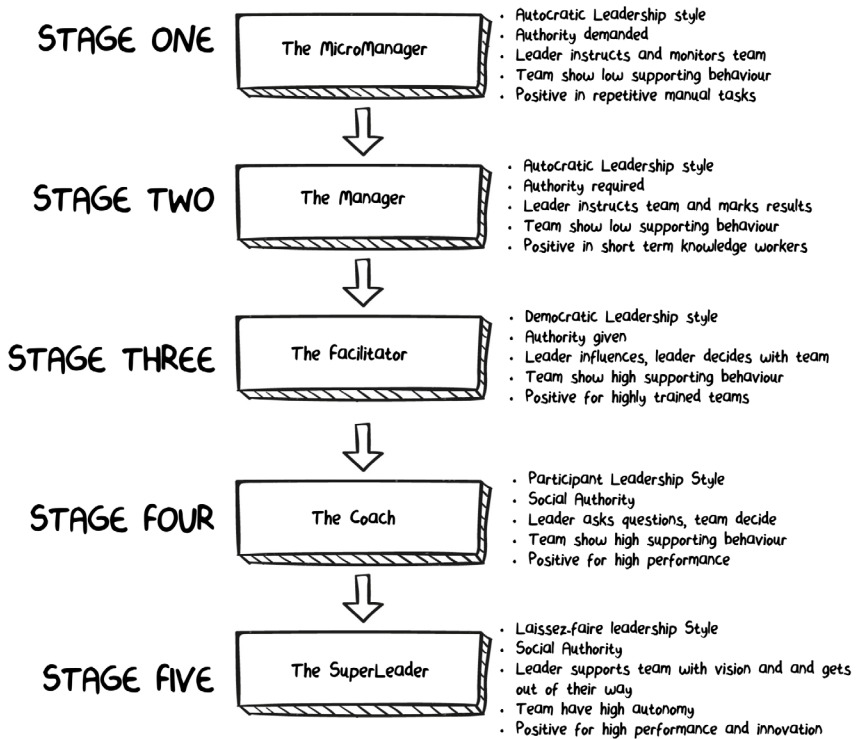 STAGE ONE
The MicroManager
• Autocratic Leadership style
• Authority demanded
• Leader instructs and monitors team
• Team show low supporting behaviour
• Positive in repetitive manual tasks
STAGE TWO
The Manager
• Autocratic Leadership style
• Authority required
• Leader instructs team and marks results
• Team show low supporting behaviour
• Positive in short term knowledge workers
STAGE THREE
The Facilitator
• Democratic Leadership style
• Authority given
• Leader influences, leader decides with team
• Team show high supporting behaviour
• Positive for highly trained teams
STAGE FOUR
The Coach
• Participant Leadership Style
• Social Authority
• Leader asks questions, team decide
• Team show high supporting behaviour
• Positive for high performance
STAGE FIVE
The SuperLeader
• Laissez-faire leadership Style
• Social Authority
• Leader supports team with vision and and gets
out of their way
• Team have high autonomy
• Positive for high performance and innovation